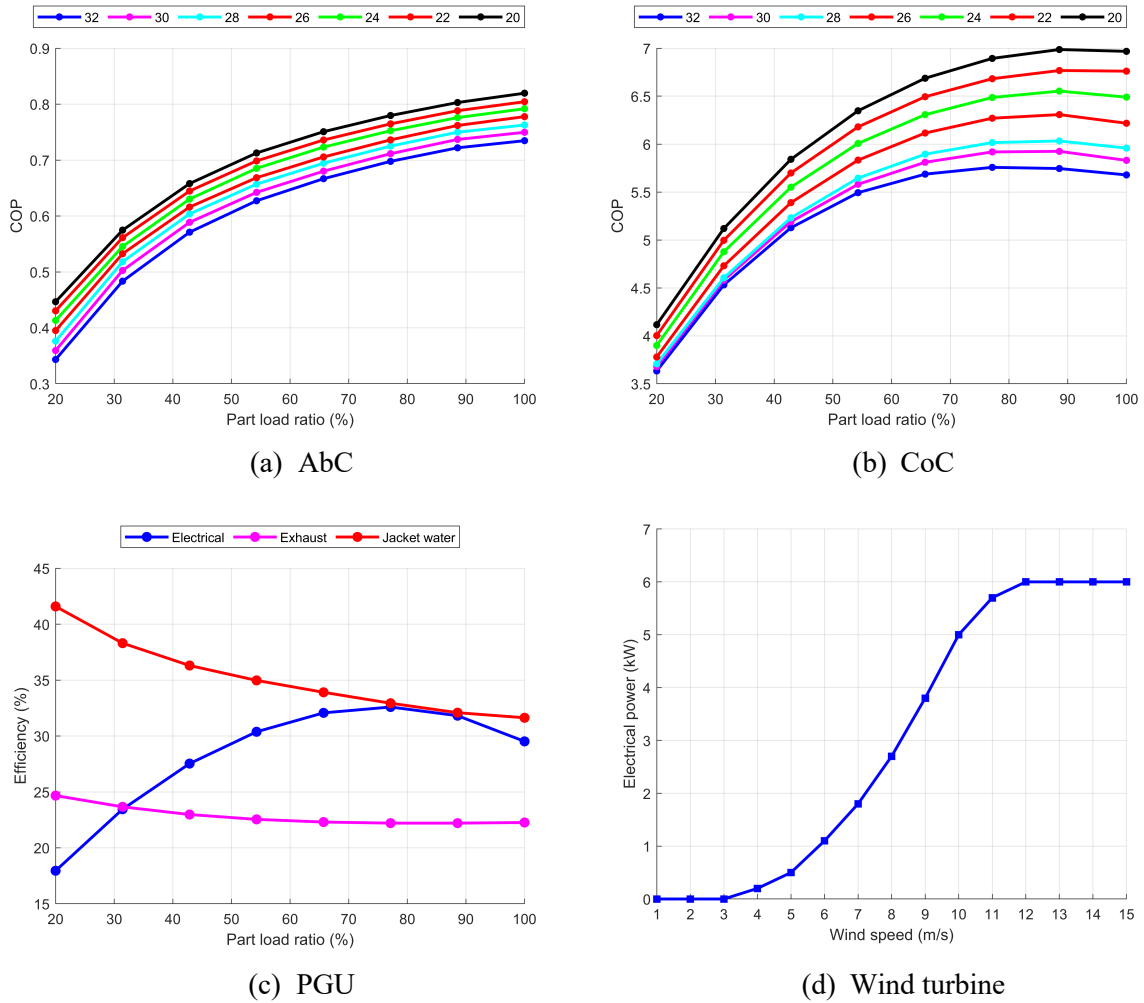 32 30 28 26 24 22 20
0.9
0.8
0.7
0.6
0.5
0.4
0.3
COP
20 30 40 50 60 70 80 90 100
Part load ratio (%)
(a) AbC
32 30 28 26 24 22 20
7
6.5
6
5.5
5
4.5
4
3.5
COP
20 30 40 50 60 70 80 90 100
Part load ratio (%)
(b) CoC
Electrical Exhaust Jacket water
45
40
35
30
25
20
15
Efficiency (%)
20 30 40 50 60 70 80 90 100
Part load ratio (%)
(c) PGU
7
6
5
4
3
2
1
0
Electrical power (kW)
1 2 3 4 5 6 7 8 9 10 11 12 13 14 15
Wind speed (m/s)
(d) Wind turbine